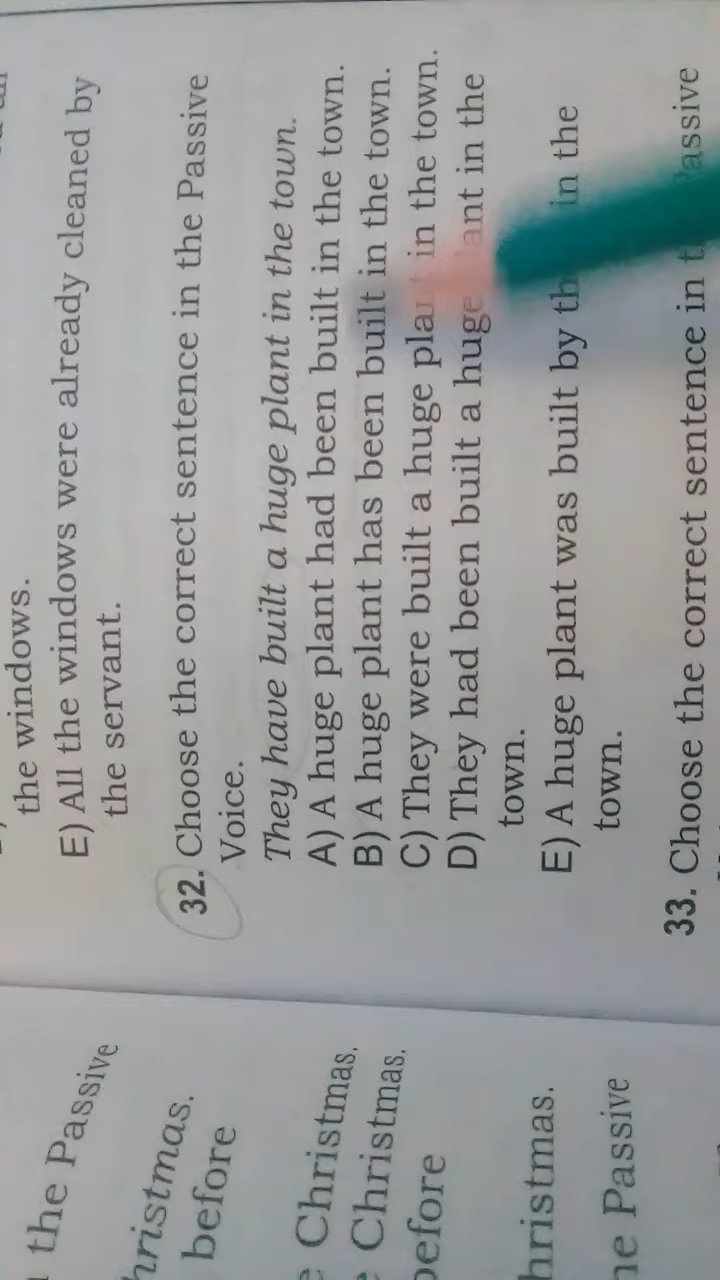 the windows.
E) All the windows were already cleaned by
the servant.
32. Choose the correct sentence in the Passive
Voice.
They have built a huge plant in the town.
A) A huge plant had been built in the town.
B) A huge plant has been built in the town.
C) They were built a huge plant in the town.
D) They had been built a huge plant in the
town.
E) A huge plant was built by in the
town.
33. Choose the correct sentence in Passive
the Passive
Christmas.
before
Christmas.
Christmas.
before
Christmas.
Passive